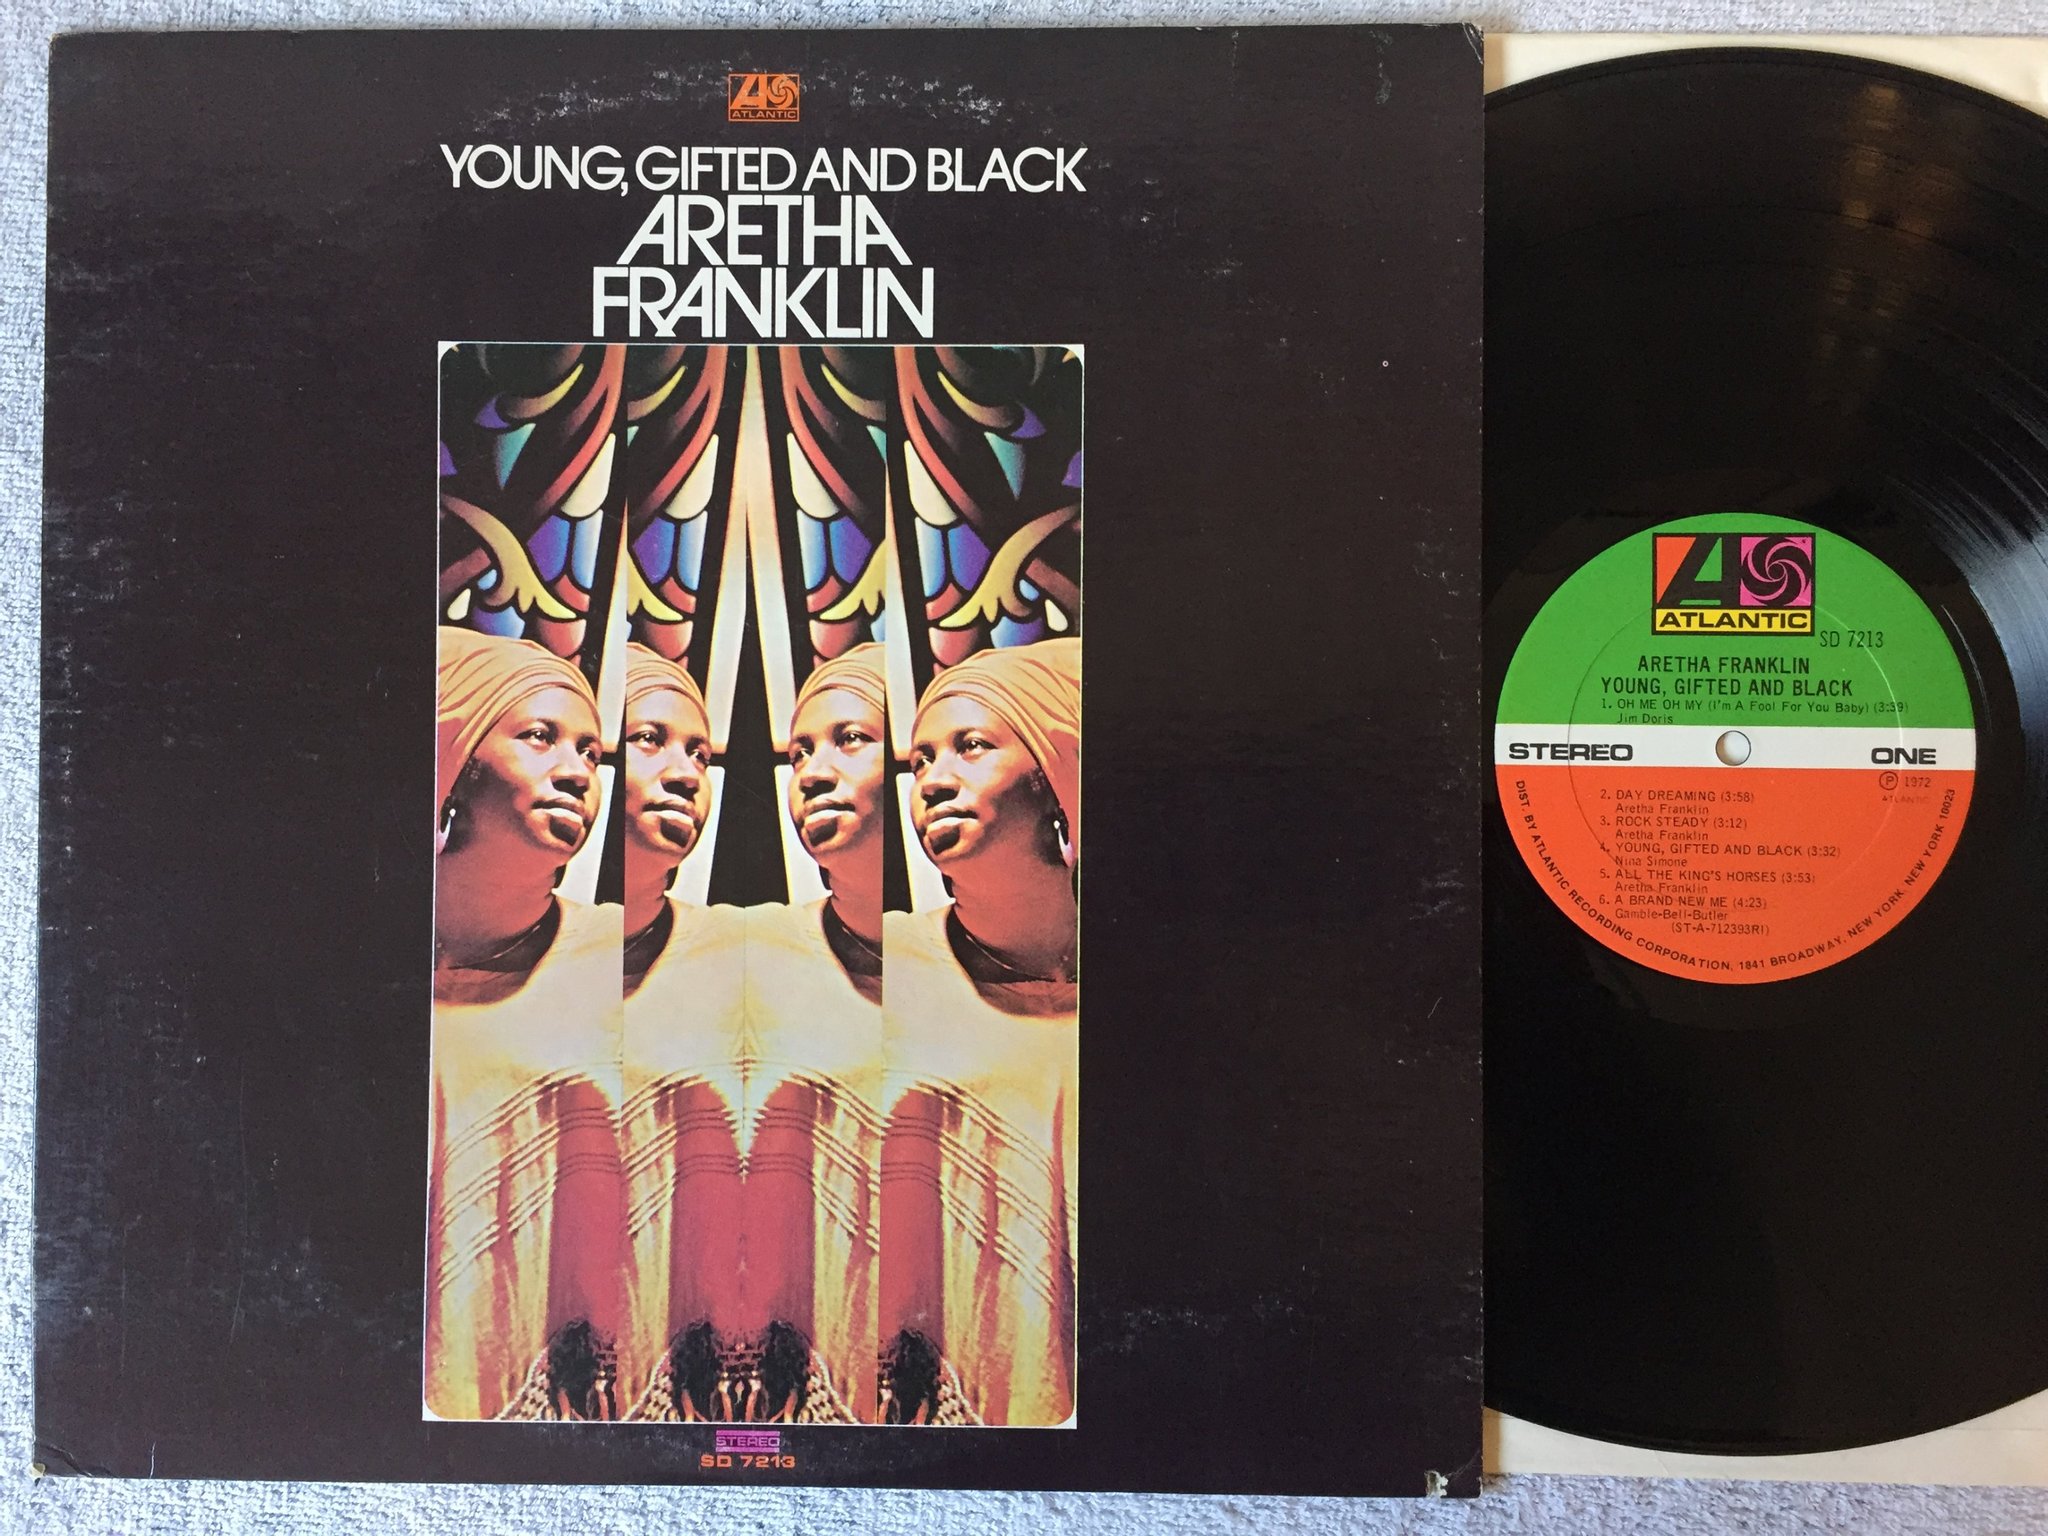 ATLANTIC
YOUNG, GIFTED AND BLACK
ARETHA
FRANKLIN
STEREO
SD 7213
ATLANTIC
SD 7213
ARETHA FRANKLIN
YOUNG, GIFTED AND BLACK
1. OH ME OH MY (I'm A Fool For You Baby) (3:39)
Jim Doris
STEREO
ONE
℗ 1972
ATLANTIC
2. DAY DREAMING (3:58)
Aretha Franklin
3. ROCK STEADY (3:12)
Aretha Franklin
4. YOUNG, GIFTED AND BLACK (3:32)
Nina Simone
5. ALL THE KING'S HORSES (3:53)
Aretha Franklin
6. A BRAND NEW ME (4:23)
Gamble-Bell-Butler
(ST-A-712393RI)
DIST. BY ATLANTIC RECORDING CORPORATION, 1841 BROADWAY, NEW YORK, NEW YORK 10023